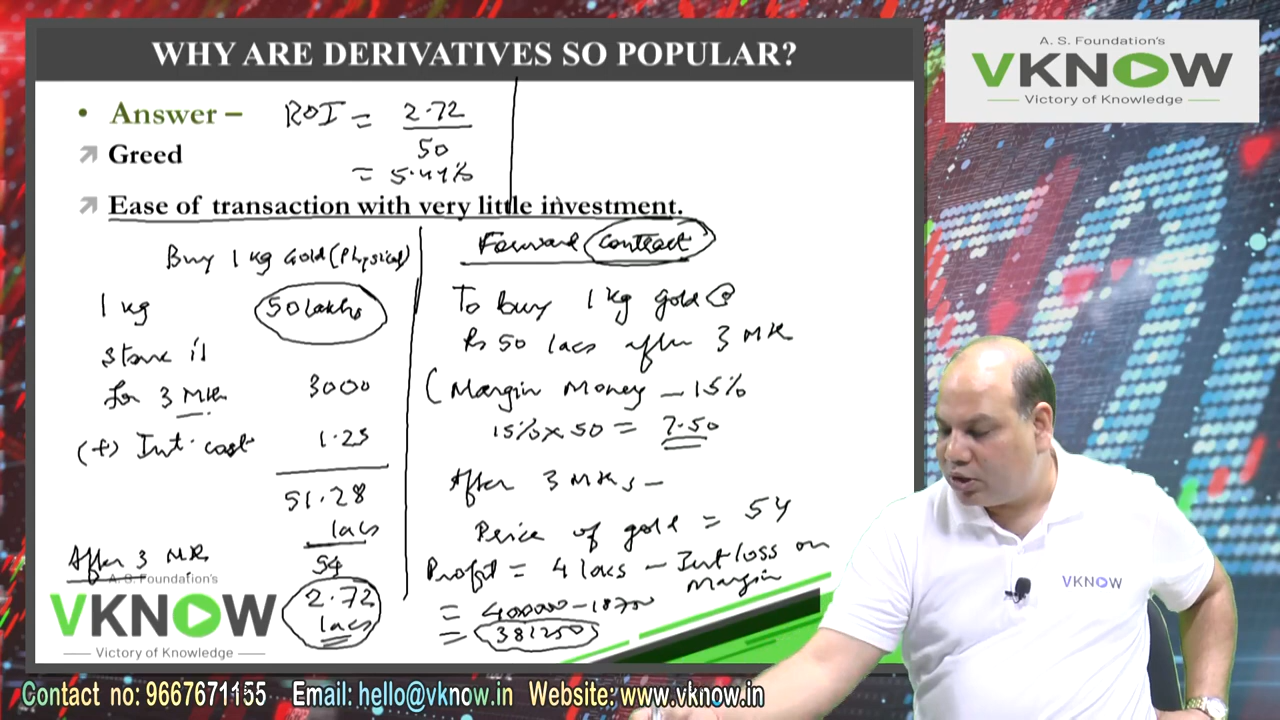 WHY ARE DERIVATIVES SO POPULAR?
A. S. Foundation's
VKNOW
Victory of Knowledge
• Answer –
ROI = 2.72
50
= 5.44%
Greed
Ease of transaction with very little investment.
Buy 1 kg Gold (Physical)
1 kg 50 lakhs
Store it
for 3 Mths 3000
(+) Int. cost 1.25
51.28
lacs
After 3 Mths 54
2.72
lacs
Forward Contract
To buy 1 kg gold @
Rs 50 lacs after 3 Mths
(Margin Money – 15%
15% x 50 = 7.50
After 3 Mths –
Price of gold = 54
Profit = 4 lacs – Int loss on
Margin
= 400000 – 18750
= 381250
A. S. Foundation's
VKNOW
Victory of Knowledge
VKNOW
Contact no: 9667671155 Email: hello@vknow.in Website: www.vknow.in